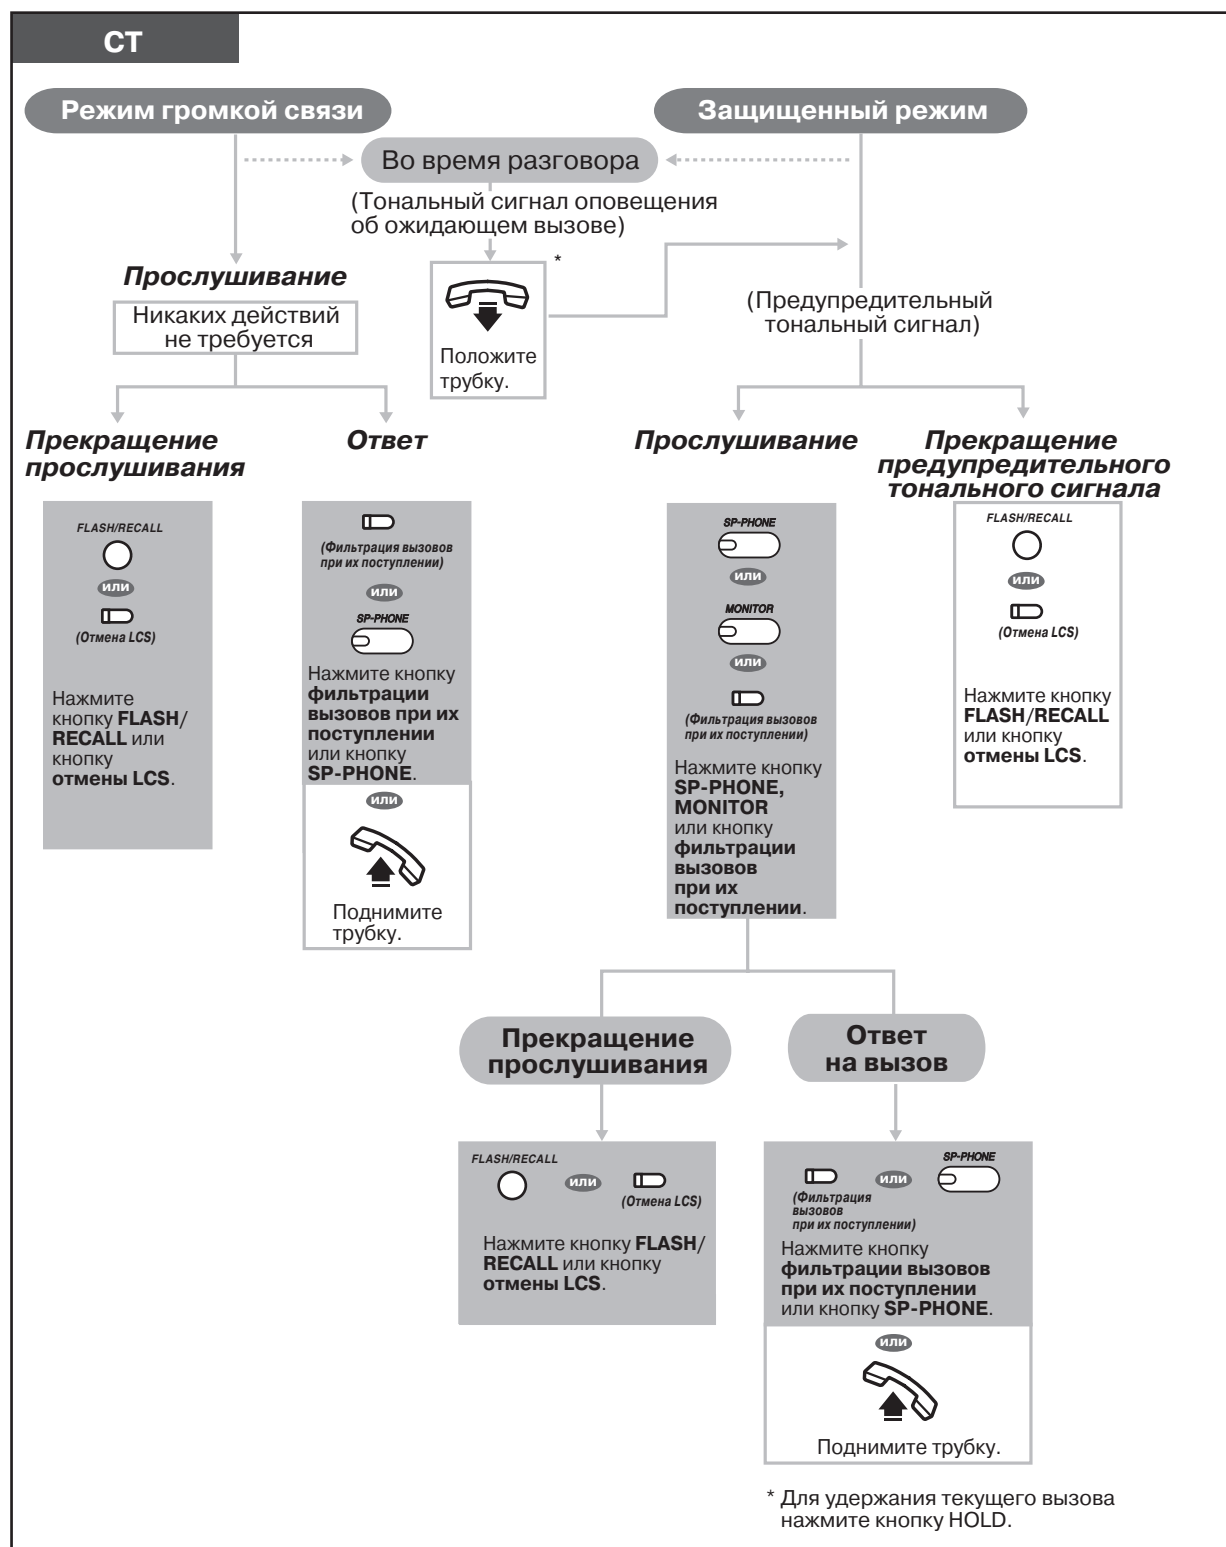 СТ
Режим громкой связи
Защищенный режим
Во время разговора
(Тональный сигнал оповещения
об ожидающем вызове)
*
Положите
трубку.
Прослушивание
Никаких действий
не требуется
(Предупредительный
тональный сигнал)
Прекращение
прослушивания
FLASH/RECALL
или
(Отмена LCS)
Нажмите
кнопку FLASH/
RECALL или
кнопку
отмены LCS.
Ответ
(Фильтрация вызовов
при их поступлении)
или
SP-PHONE
Нажмите кнопку
фильтрации
вызовов при их
поступлении
или кнопку
SP-PHONE.
или
Поднимите
трубку.
Прослушивание
SP-PHONE
или
MONITOR
или
(Фильтрация вызовов
при их поступлении)
Нажмите кнопку
SP-PHONE,
MONITOR
или кнопку
фильтрации
вызовов
при их
поступлении.
Прекращение
предупредительного
тонального сигнала
FLASH/RECALL
или
(Отмена LCS)
Нажмите кнопку
FLASH/RECALL
или кнопку
отмены LCS.
Прекращение
прослушивания
FLASH/RECALL
или
(Отмена LCS)
Нажмите кнопку FLASH/
RECALL или кнопку
отмены LCS.
Ответ
на вызов
(Фильтрация
вызовов
при их поступлении)
или
SP-PHONE
Нажмите кнопку
фильтрации вызовов
при их поступлении
или кнопку SP-PHONE.
или
Поднимите трубку.
* Для удержания текущего вызова
нажмите кнопку HOLD.